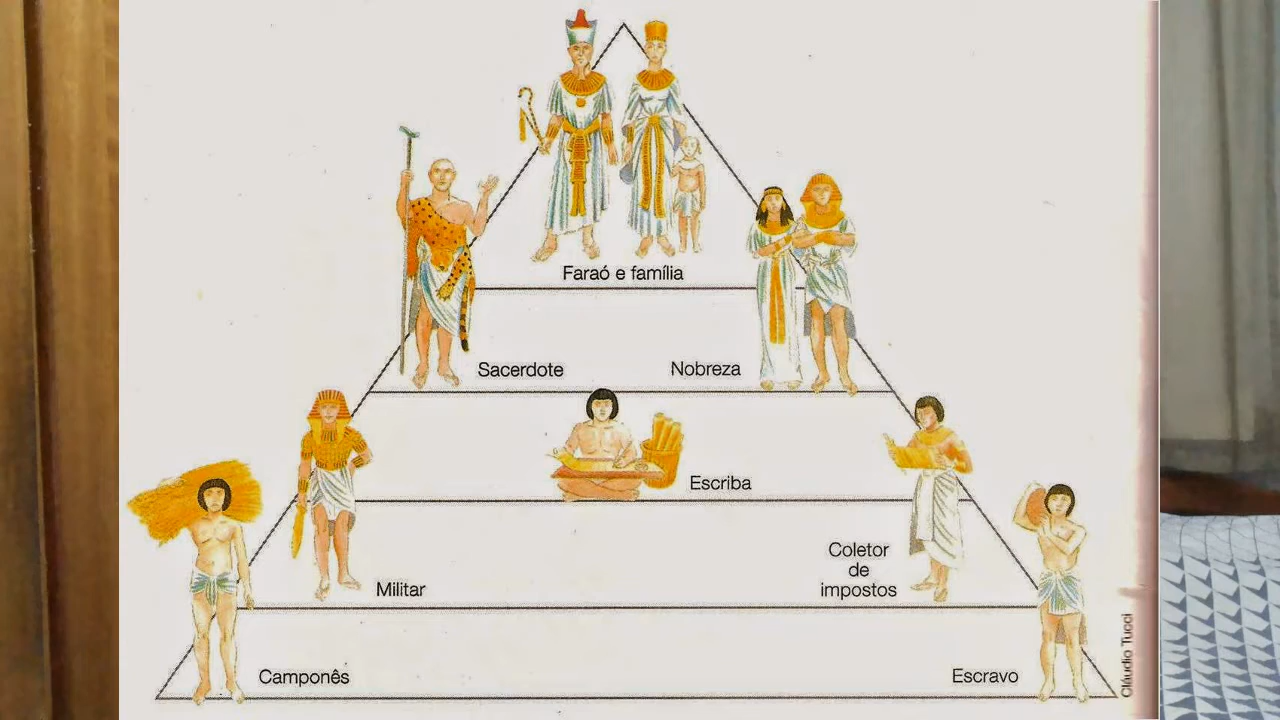 Faraó e família
Sacerdote
Nobreza
Escriba
Coletor
de
impostos
Militar
Camponês
Escravo
Cláudio Tucci